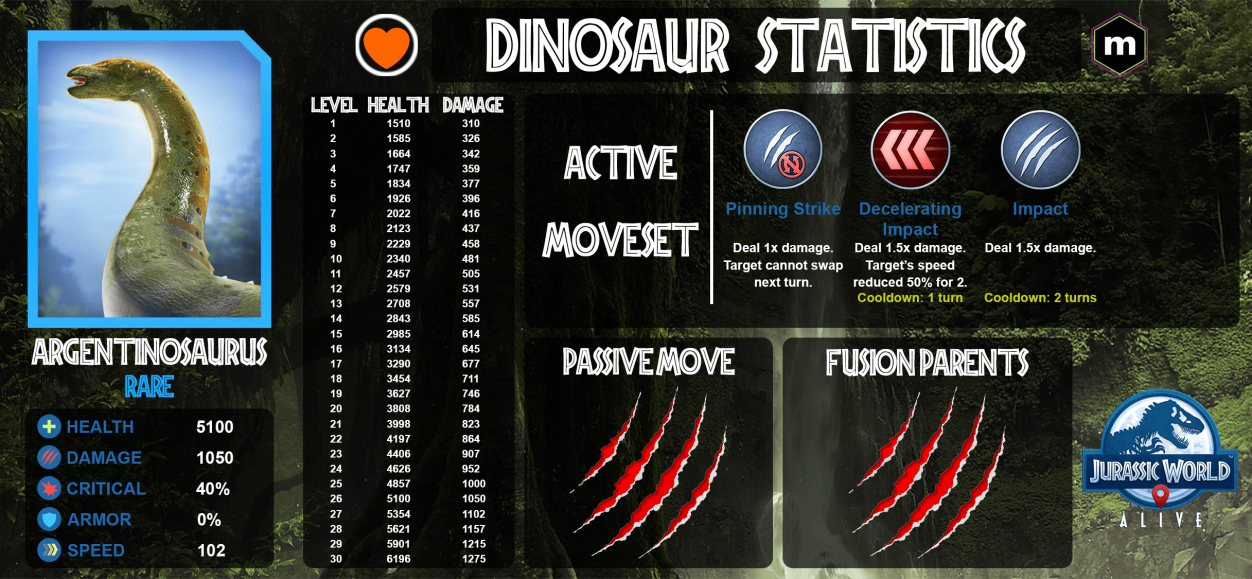 DINOSAUR STATISTICS
m
ARGENTINOSAURUS
RARE
HEALTH 5100
DAMAGE 1050
CRITICAL 40%
ARMOR 0%
SPEED 102
LEVEL HEALTH DAMAGE
1 1510 310
2 1585 326
3 1664 342
4 1747 359
5 1834 377
6 1926 396
7 2022 416
8 2123 437
9 2229 458
10 2340 481
11 2457 505
12 2579 531
13 2708 557
14 2843 585
15 2985 614
16 3134 645
17 3290 677
18 3454 711
19 3627 746
20 3808 784
21 3998 823
22 4197 864
23 4406 907
24 4626 952
25 4857 1000
26 5100 1050
27 5354 1102
28 5621 1157
29 5901 1215
30 6196 1275
ACTIVE
MOVESET
N
Pinning Strike
Deal 1x damage.
Target cannot swap
next turn.
Decelerating
Impact
Deal 1.5x damage.
Target's speed
reduced 50% for 2.
Cooldown: 1 turn
Impact
Deal 1.5x damage.
Cooldown: 2 turns
PASSIVE MOVE
FUSION PARENTS
JURASSIC WORLD
ALIVE